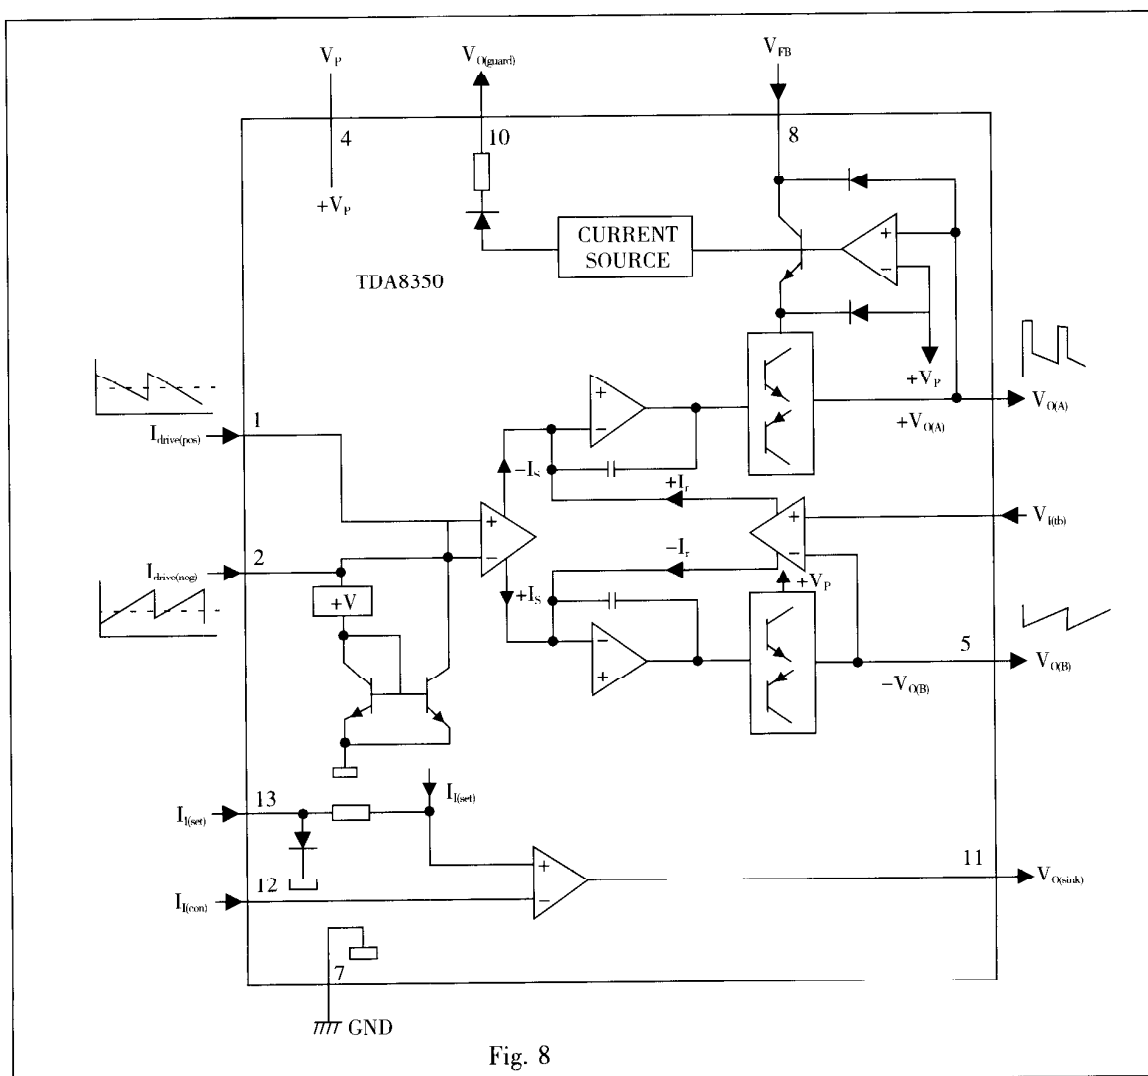 V_P
V_O(guard)
V_FB
4
10
8
+V_P
CURRENT
SOURCE
+
−
TDA8350
+V_P
+
−
V_O(A)
+V_O(A)
1
I_drive(pos)
−I_S
+I_r
+
−
+
−
V_I(fb)
2
I_drive(neg)
−I_r
+V_P
+V
+I_S
−
+
5
V_O(B)
−V_O(B)
13
I_I(set)
I_I(set)
+
−
11
V_O(sink)
12
I_I(con)
7
GND
Fig. 8